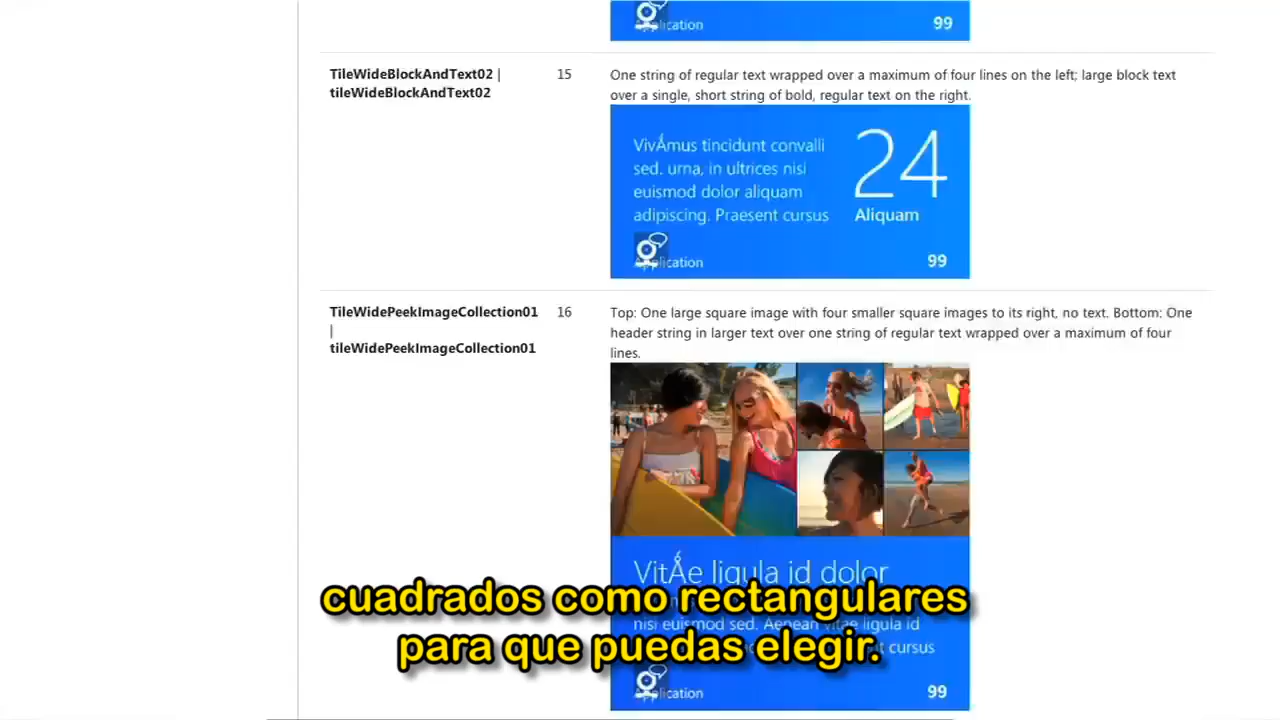 Application 99
TileWideBlockAndText02 | 15 One string of regular text wrapped over a maximum of four lines on the left; large block text
tileWideBlockAndText02 over a single, short string of bold, regular text on the right.
VivÁmus tincidunt convalli
sed. urna, in ultrices nisl
euismod dolor aliquam
adipiscing. Praesent cursus
24
Aliquam
Application 99
TileWidePeekImageCollection01 16 Top: One large square image with four smaller square images to its right, no text. Bottom: One
| header string in larger text over one string of regular text wrapped over a maximum of four
tileWidePeekImageCollection01 lines.
VitÁe ligula id dolor
cuadrados como rectangulares
nisi euismod sed. Aenean vitae ligula id
para que puedas elegir.
cursus
Application 99